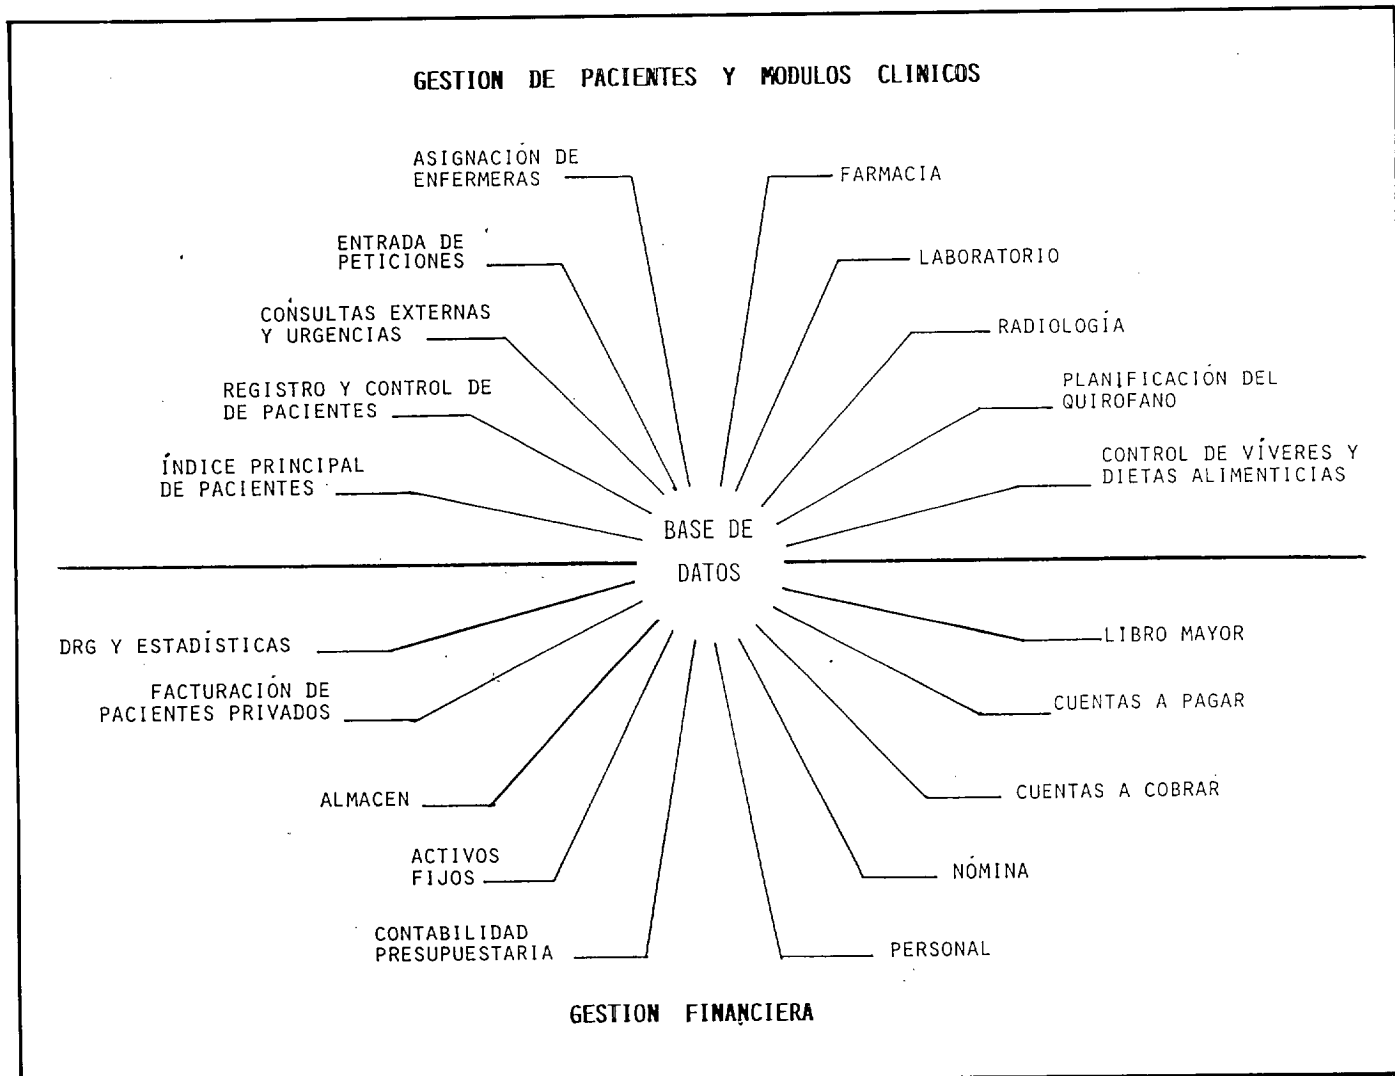 GESTION DE PACIENTES Y MODULOS CLINICOS
ASIGNACIÓN DE
ENFERMERAS
ENTRADA DE
PETICIONES
CONSULTAS EXTERNAS
Y URGENCIAS
REGISTRO Y CONTROL DE
DE PACIENTES
ÍNDICE PRINCIPAL
DE PACIENTES
FARMACIA
LABORATORIO
RADIOLOGÍA
PLANIFICACIÓN DEL
QUIROFANO
CONTROL DE VÍVERES Y
DIETAS ALIMENTICIAS
BASE DE
DATOS
DRG Y ESTADÍSTICAS
FACTURACIÓN DE
PACIENTES PRIVADOS
ALMACEN
ACTIVOS
FIJOS
CONTABILIDAD
PRESUPUESTARIA
LIBRO MAYOR
CUENTAS A PAGAR
CUENTAS A COBRAR
NÓMINA
PERSONAL
GESTION FINANCIERA